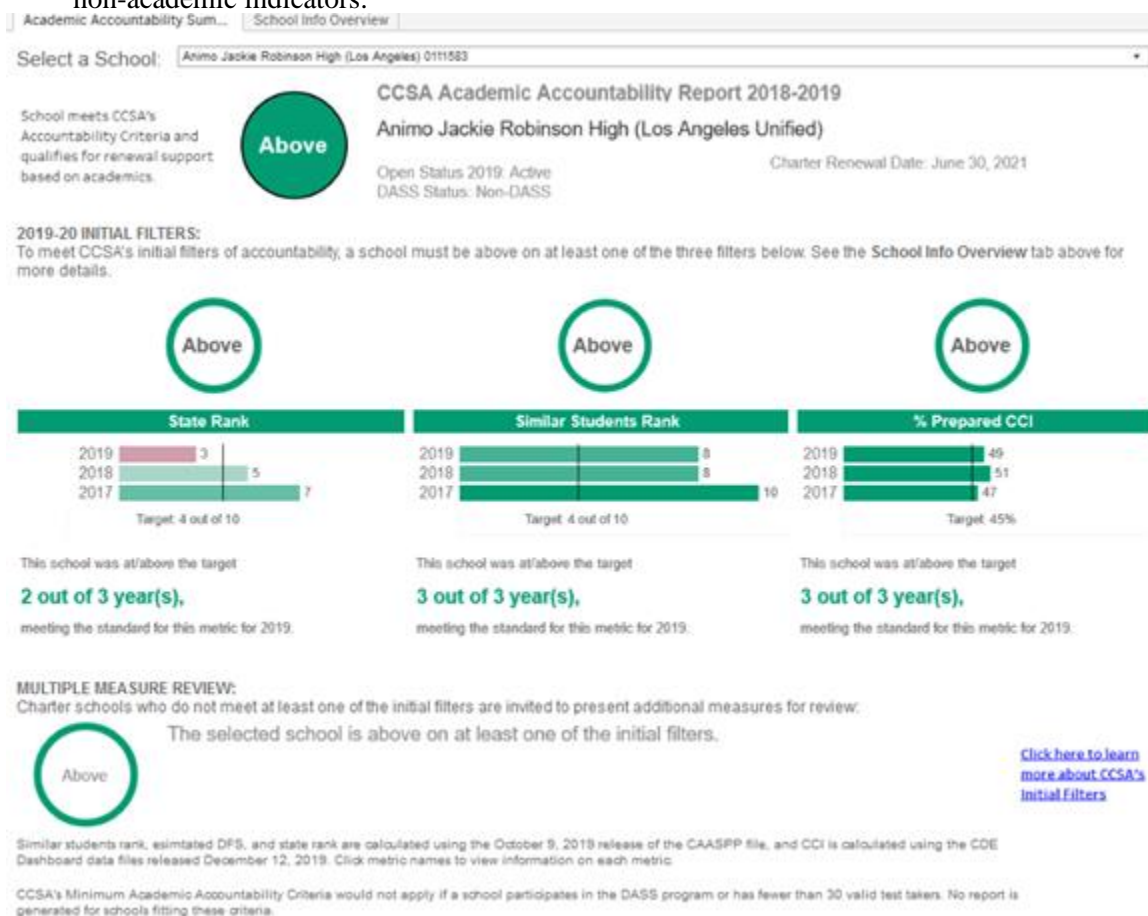 non-academic indicators.
Academic Accountability Sum... School Info Overview
Select a School: Animo Jackie Robinson High (Los Angeles) 0111583
School meets CCSA's
Accountability Criteria and
qualifies for renewal support
based on academics.
Above
CCSA Academic Accountability Report 2018-2019
Animo Jackie Robinson High (Los Angeles Unified)
Open Status 2019: Active
DASS Status: Non-DASS
Charter Renewal Date: June 30, 2021
2019-20 INITIAL FILTERS:
To meet CCSA's initial filters of accountability, a school must be above on at least one of the three filters below. See the School Info Overview tab above for
more details.
Above
Above
Above
State Rank
2019 3
2018 5
2017 7
Target: 4 out of 10
This school was at/above the target
2 out of 3 year(s),
meeting the standard for this metric for 2019.
Similar Students Rank
2019 8
2018 8
2017 10
Target: 4 out of 10
This school was at/above the target
3 out of 3 year(s),
meeting the standard for this metric for 2019.
% Prepared CCI
2019 49
2018 51
2017 47
Target: 45%
This school was at/above the target
3 out of 3 year(s),
meeting the standard for this metric for 2019.
MULTIPLE MEASURE REVIEW:
Charter schools who do not meet at least one of the initial filters are invited to present additional measures for review:
Above
The selected school is above on at least one of the initial filters.
Click here to learn
more about CCSA's
Initial Filters
Similar students rank, esimtated DFS, and state rank are calculated using the October 9, 2019 release of the CAASPP file, and CCI is calculated using the CDE
Dashboard data files released December 12, 2019. Click metric names to view information on each metric.
CCSA's Minimum Academic Accountability Criteria would not apply if a school participates in the DASS program or has fewer than 30 valid test takers. No report is
generated for schools fitting these criteria.